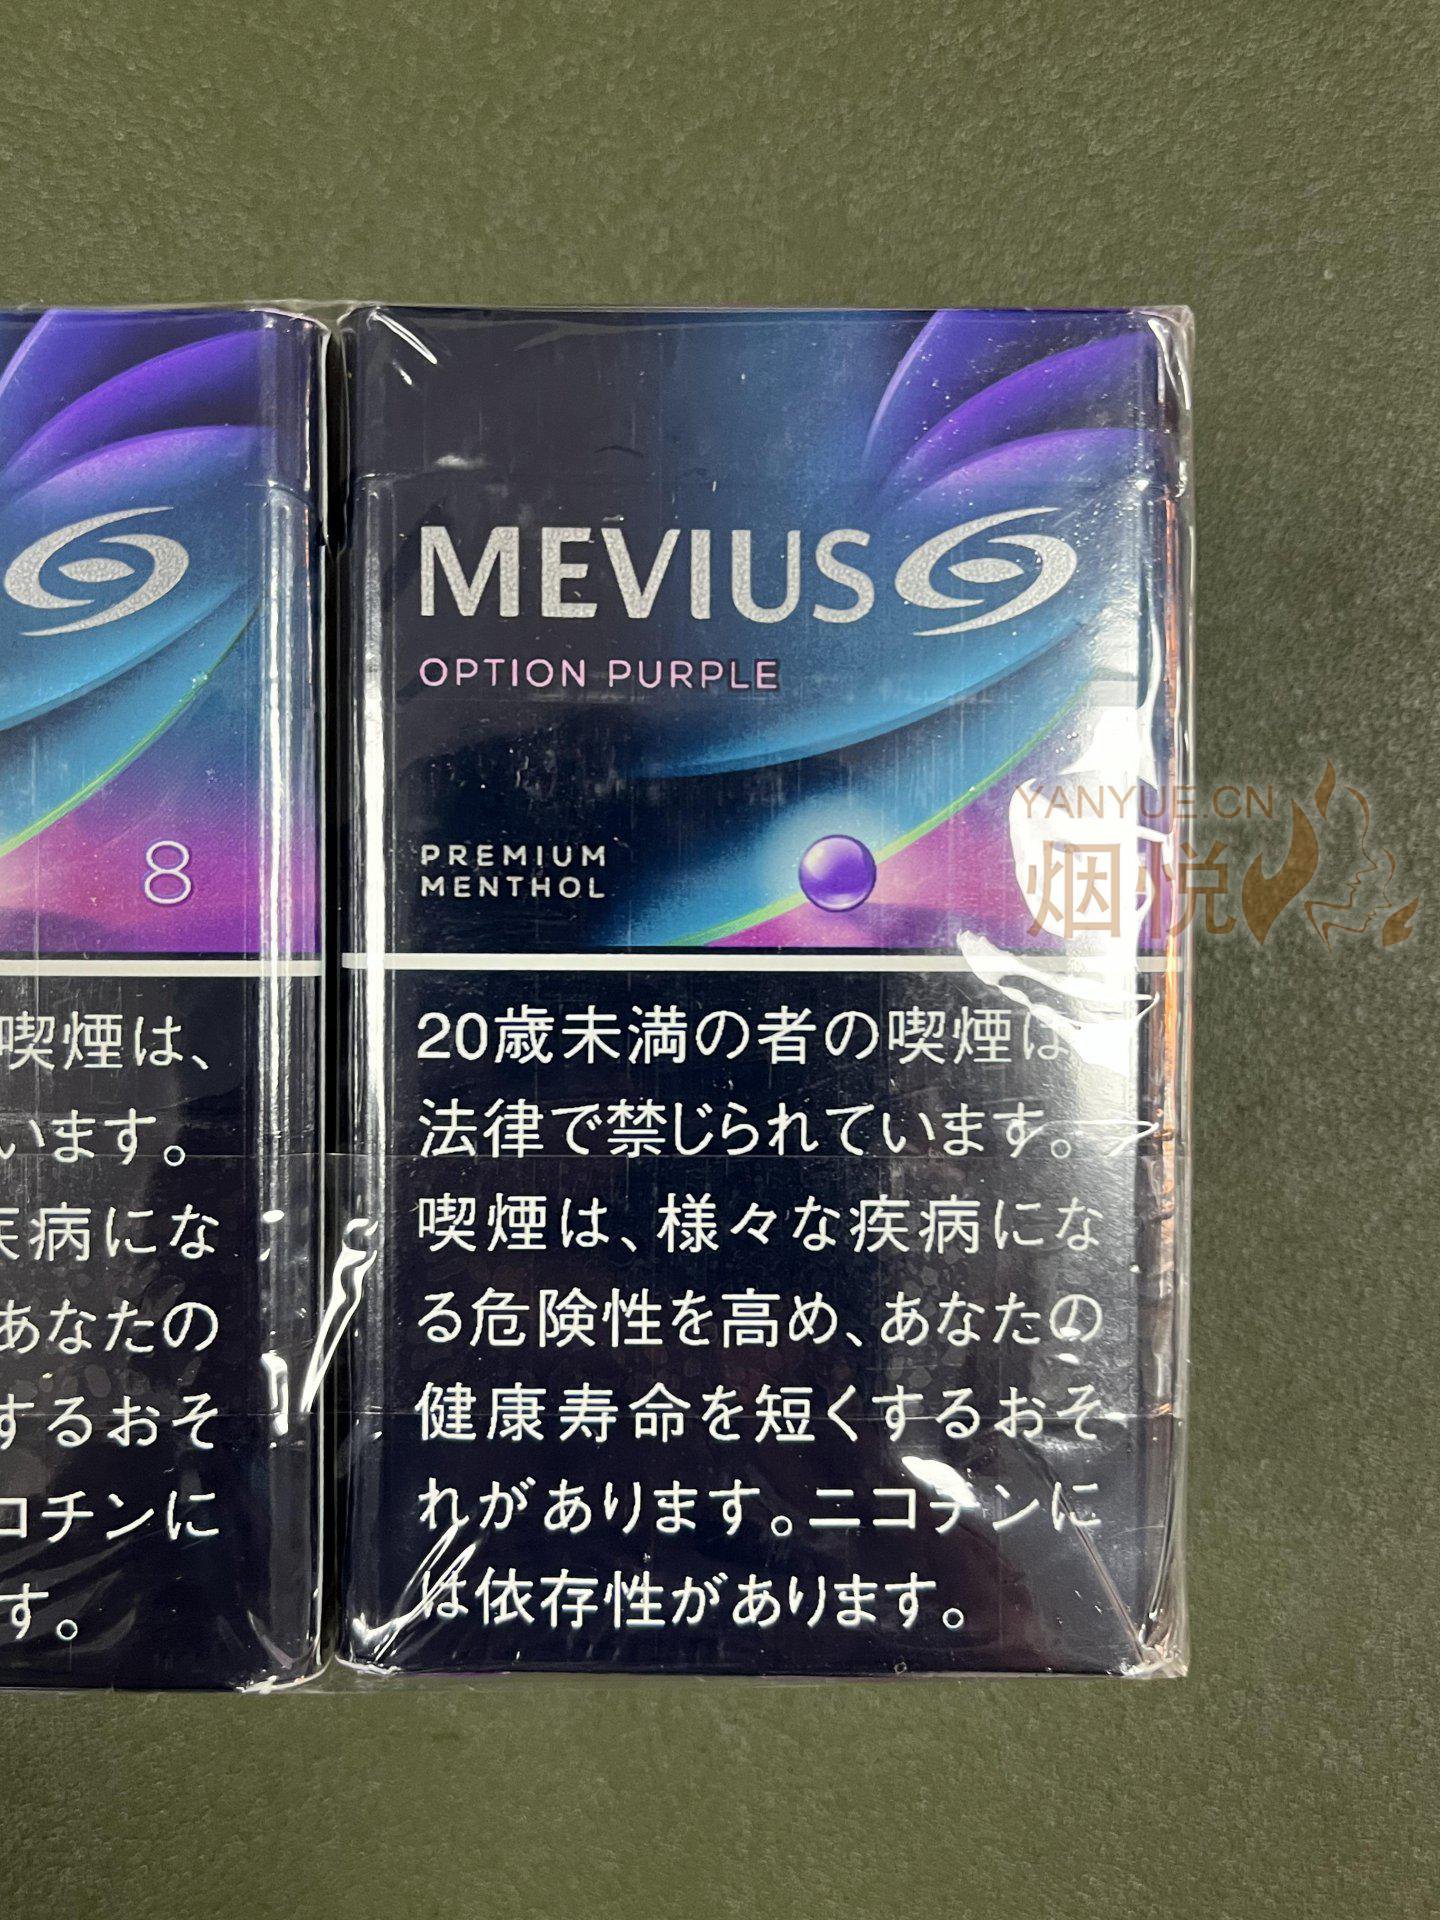 MEVIUS
OPTION PURPLE
PREMIUM
MENTHOL
20歳未満の者の喫煙は
法律で禁じられています。
喫煙は、様々な疾病にな
る危険性を高め、あなたの
健康寿命を短くするおそ
れがあります。ニコチンに
は依存性があります。
8
喫煙は、
います。
病にな
あなたの
するおそ
コチンに
す。
YANYUE.CN
烟悦